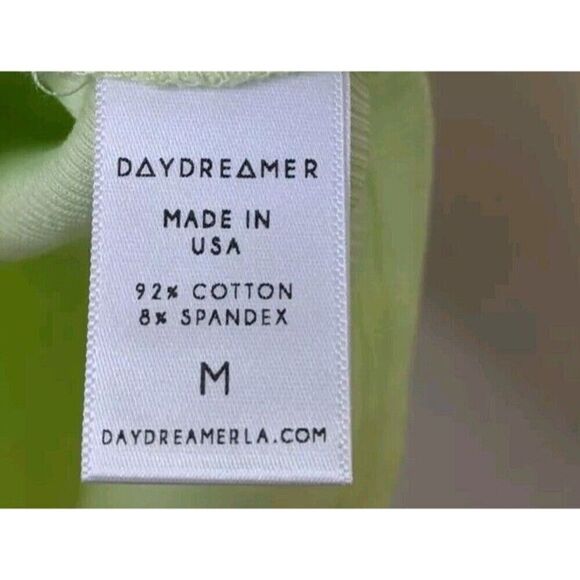 DAYDREAMER
MADE IN
USA
92% COTTON
8% SPANDEX
M
DAYDREAMERLA.COM